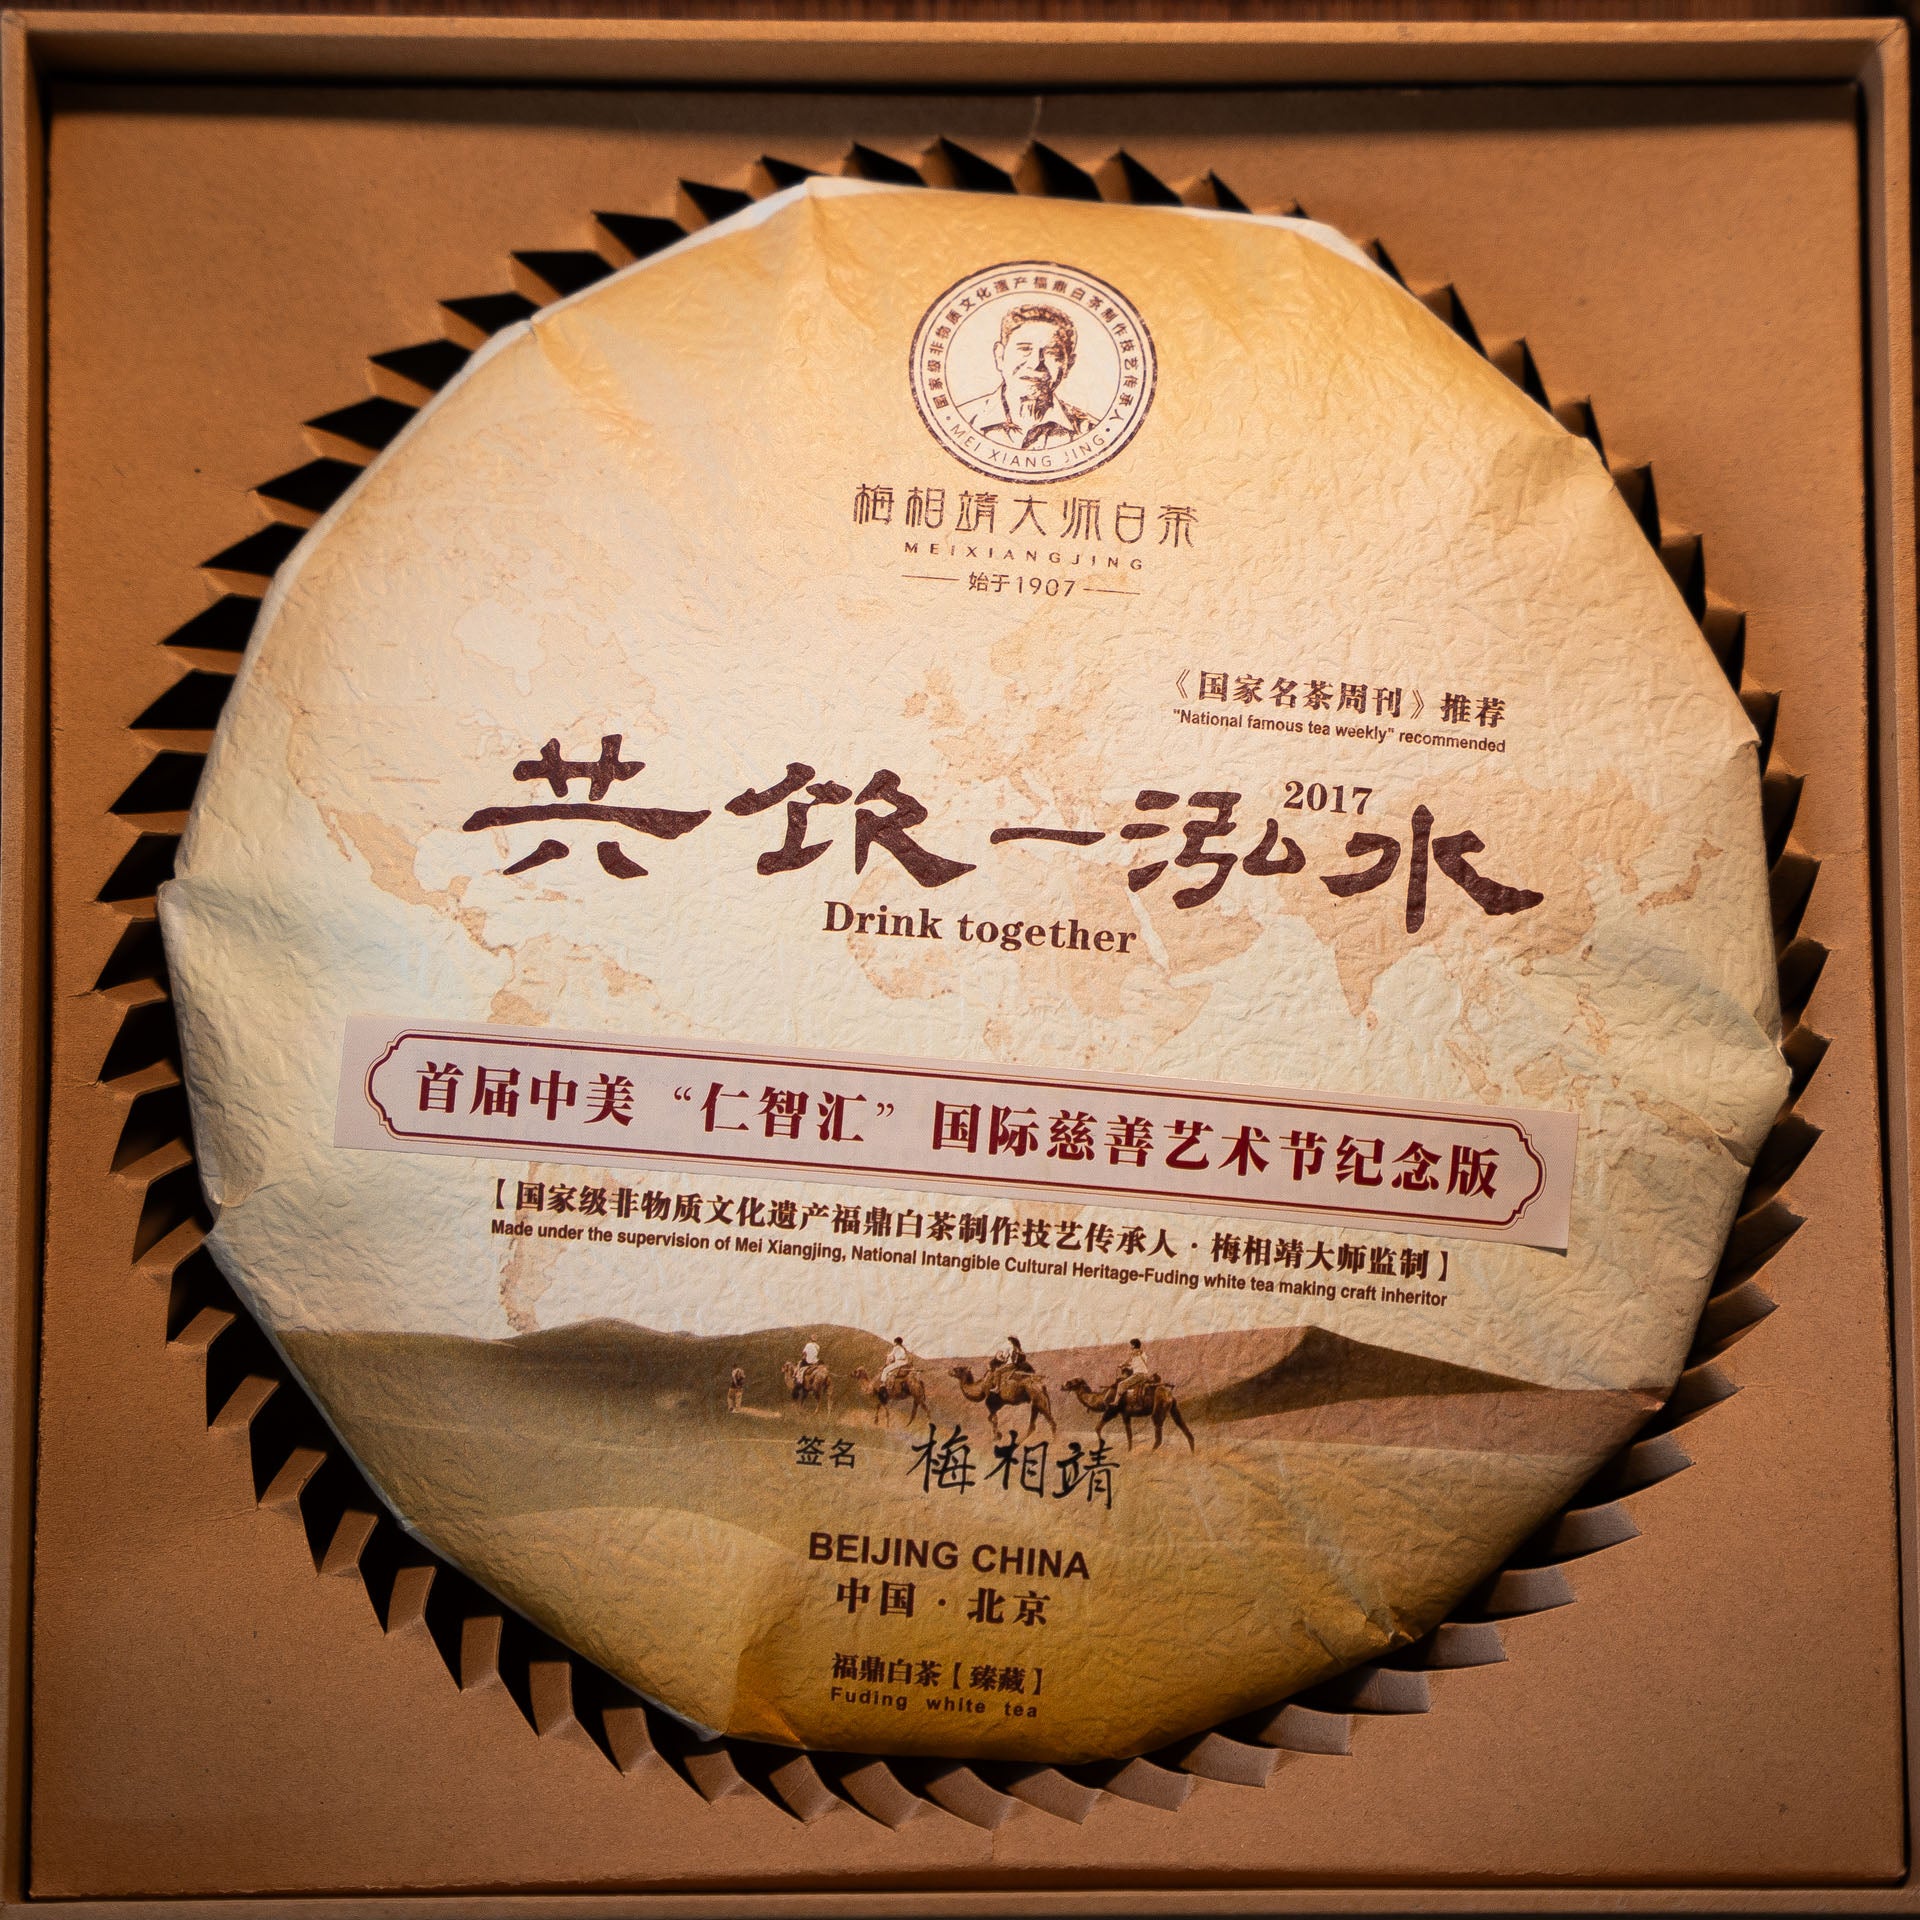 国家级非物质文化遗产福鼎白茶制作技艺传承人
MEI XIANG JING
梅相靖大师白茶
MEIXIANGJING
始于1907
《国家名茶周刊》推荐
"National famous tea weekly" recommended
2017
共饮一泓水
Drink together
首届中美“仁智汇”国际慈善艺术节纪念版
【国家级非物质文化遗产福鼎白茶制作技艺传承人·梅相靖大师监制】
Made under the supervision of Mei Xiangjing, National Intangible Cultural Heritage-Fuding white tea making craft inheritor
签名 梅相靖
BEIJING CHINA
中国·北京
福鼎白茶【臻藏】
Fuding white tea